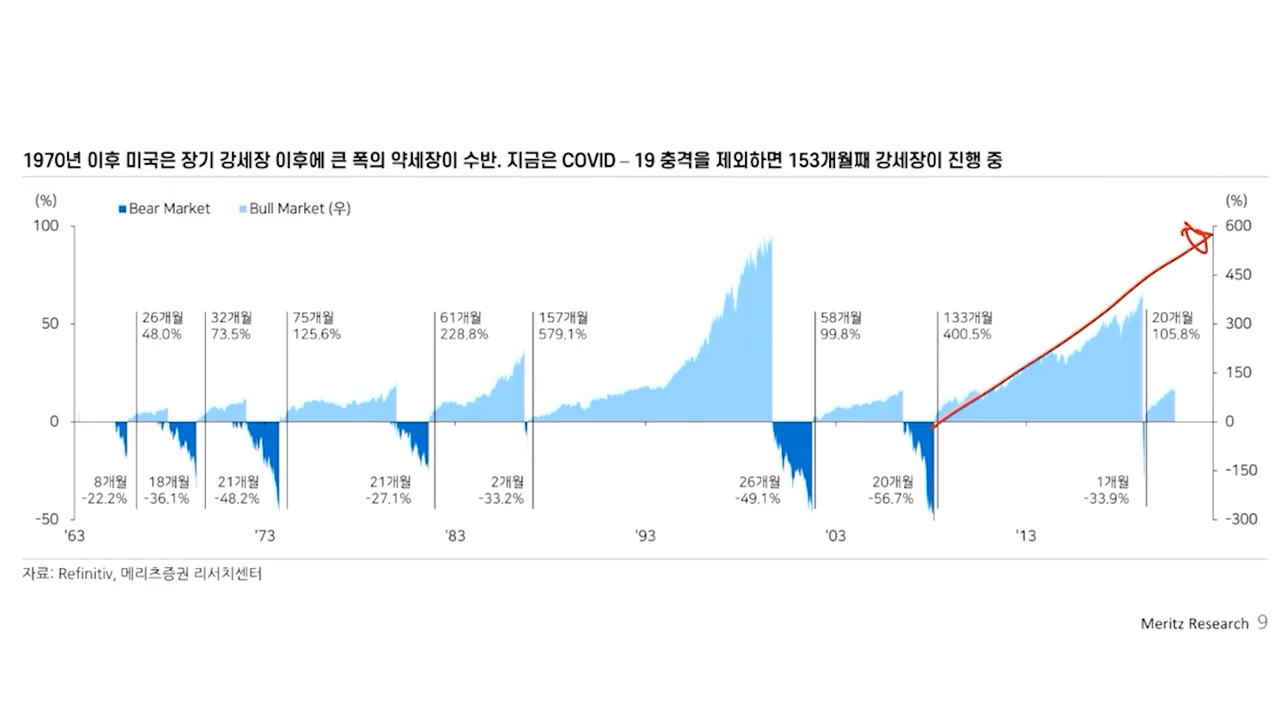 1970년 이후 미국은 장기 강세장 이후에 큰 폭의 약세장이 수반. 지금은 COVID – 19 충격을 제외하면 153개월째 강세장이 진행 중
(%)
(%)
Bear Market
Bull Market (우)
100
50
0
-50
600
450
300
150
0
-150
-300
26개월
48.0%
32개월
73.5%
75개월
125.6%
61개월
228.8%
157개월
579.1%
58개월
99.8%
133개월
400.5%
20개월
105.8%
8개월
-22.2%
18개월
-36.1%
21개월
-48.2%
21개월
-27.1%
2개월
-33.2%
26개월
-49.1%
20개월
-56.7%
1개월
-33.9%
'63
'73
'83
'93
'03
'13
자료: Refinitiv, 메리츠증권 리서치센터
Meritz Research 9